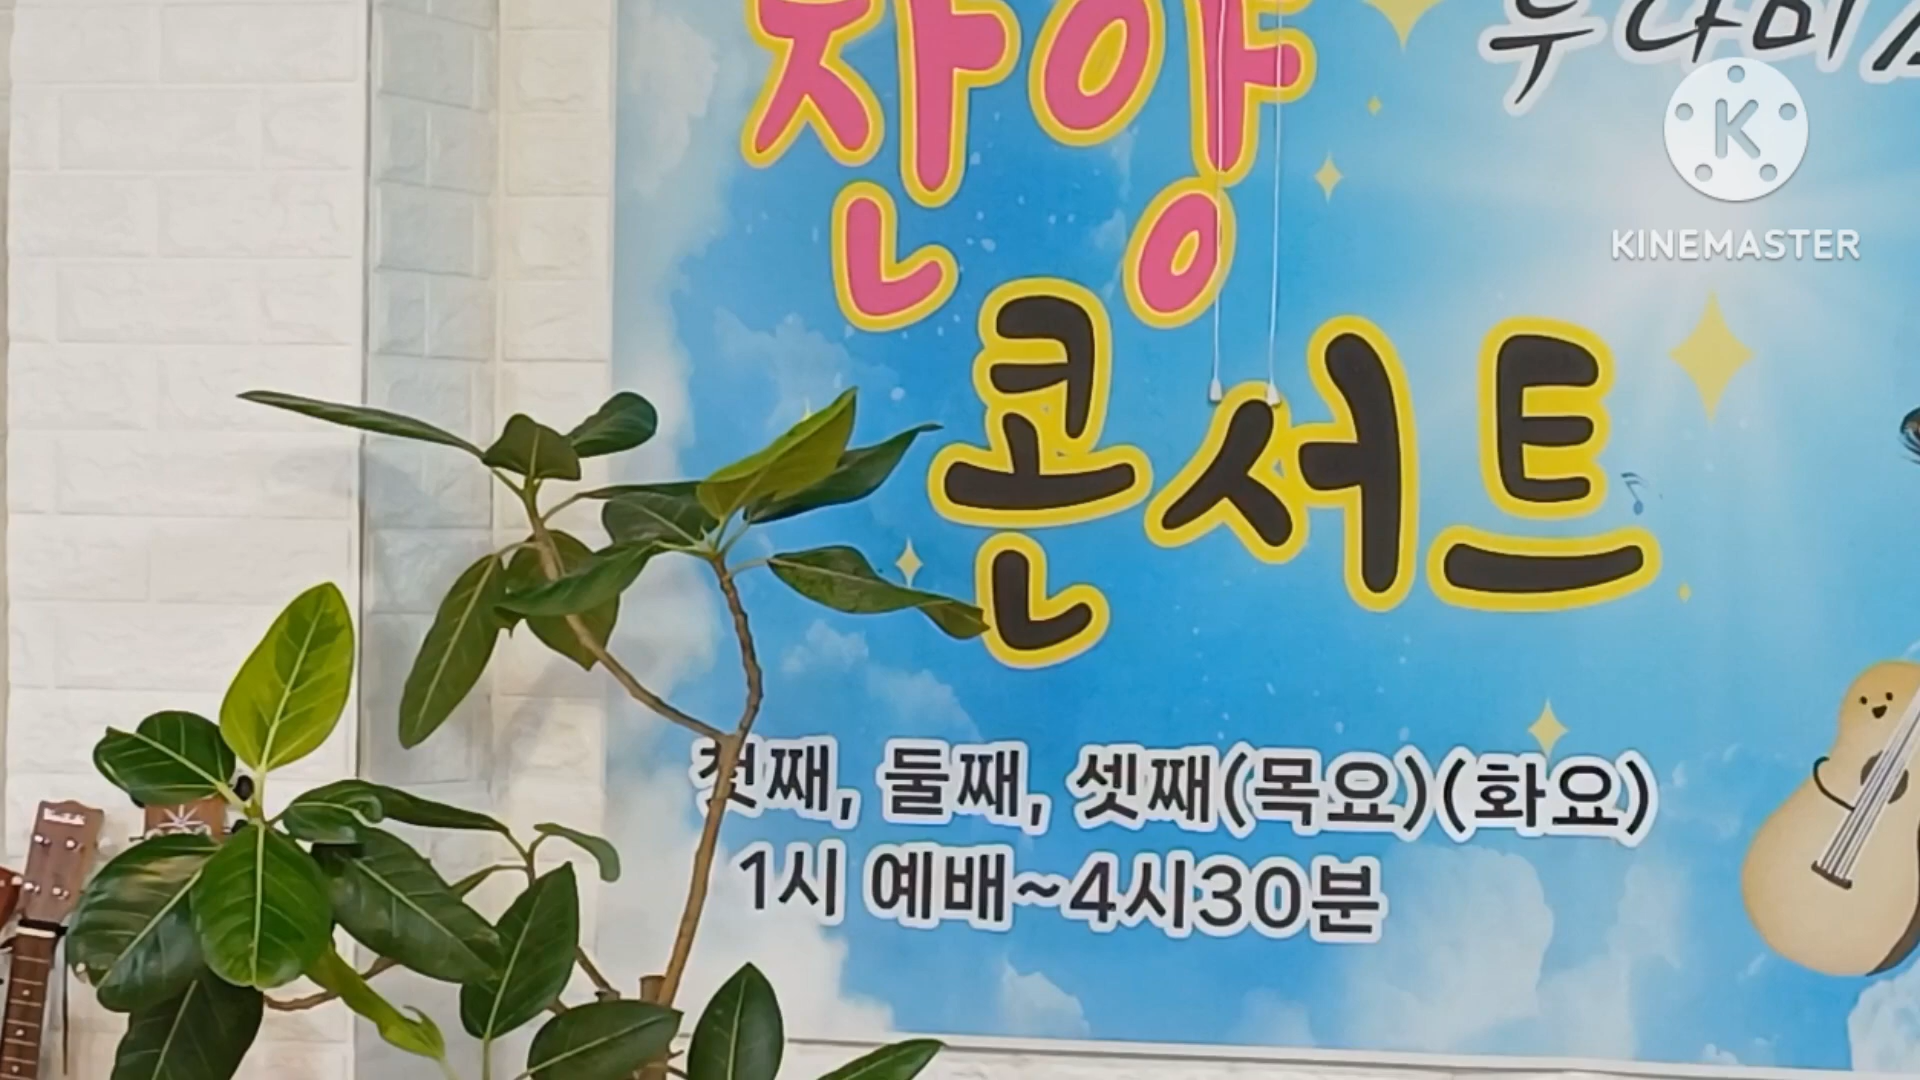 찬양
콘서트
첫째, 둘째, 셋째(목요)(화요)
1시 예배~4시30분
K
KINEMASTER